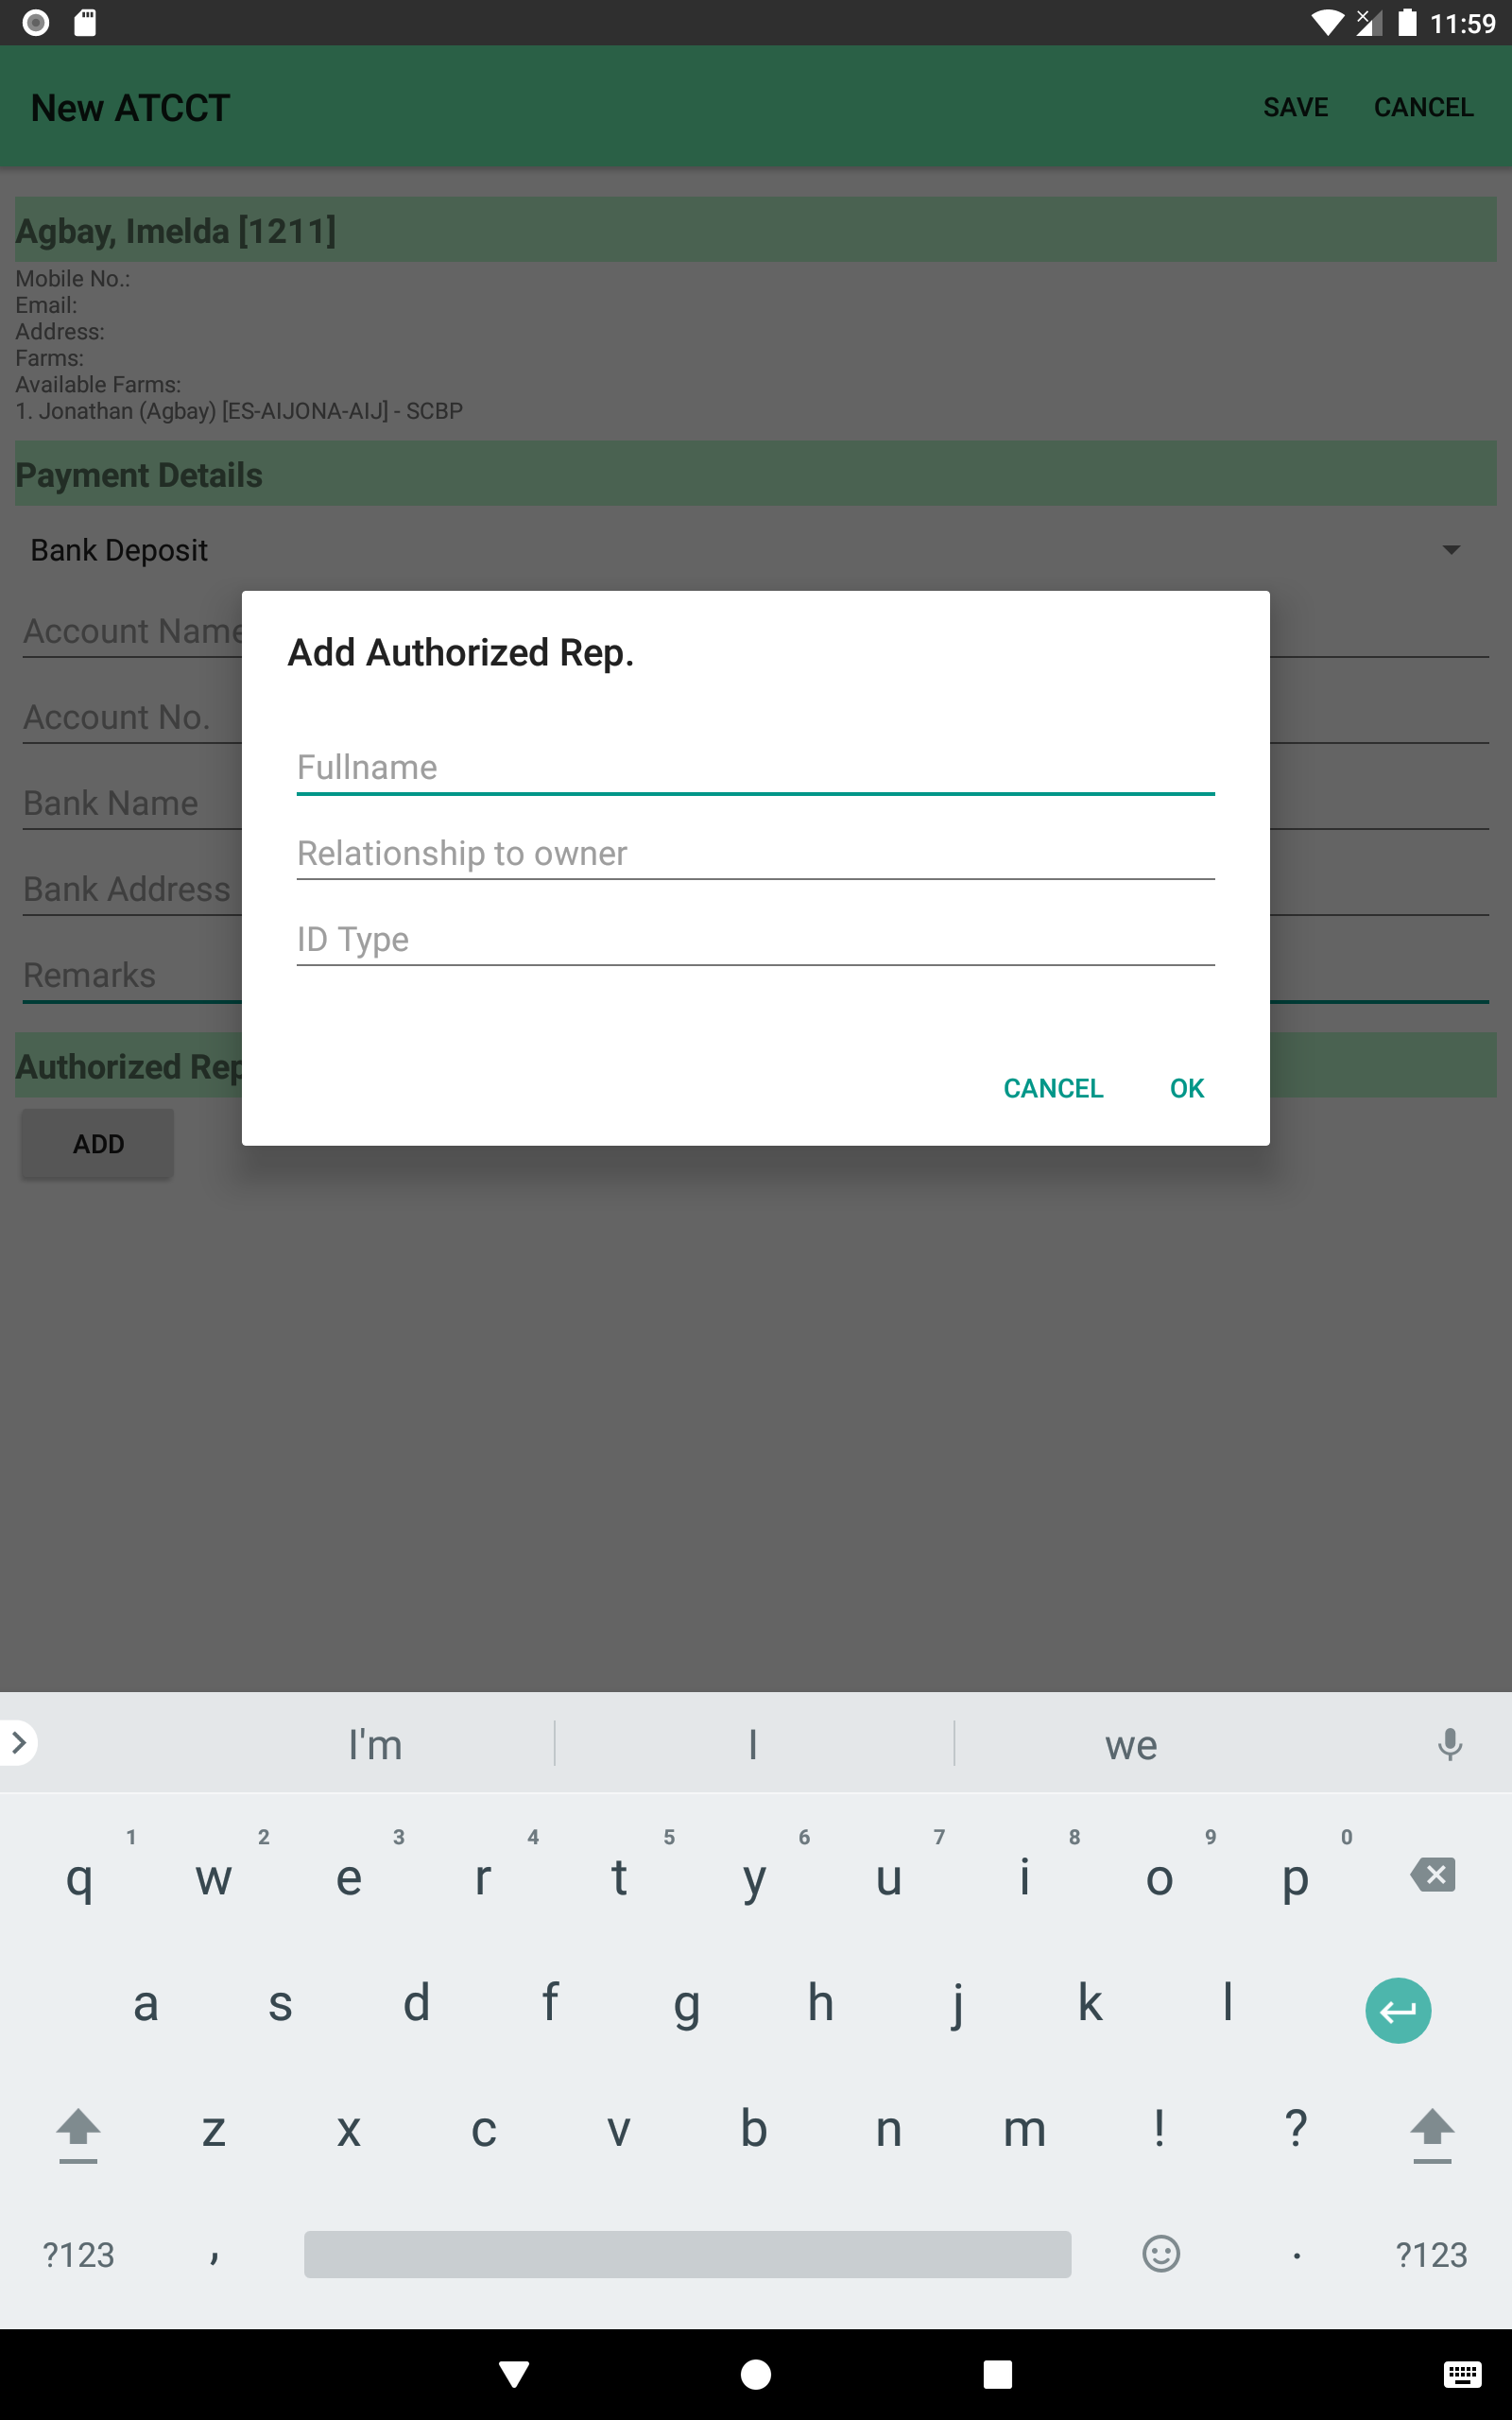 11:59
New ATCCT SAVE CANCEL
Agbay, Imelda [1211]
Mobile No.:
Email:
Address:
Farms:
Available Farms:
1. Jonathan (Agbay) [ES-AIJONA-AIJ] - SCBP
Payment Details
Bank Deposit
Account Name
Account No.
Bank Name
Bank Address
Remarks
Authorized Rep
ADD
Add Authorized Rep.
Fullname
Relationship to owner
ID Type
CANCEL OK
I'm I we
1 2 3 4 5 6 7 8 9 0
q w e r t y u i o p
a s d f g h j k l
z x c v b n m ! ?
?123 , . ?123